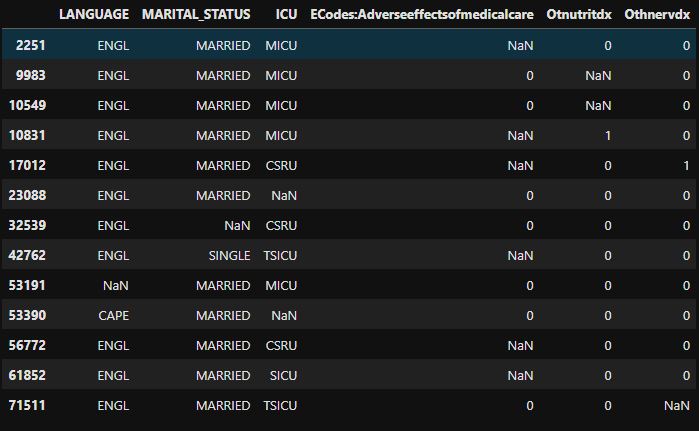 LANGUAGE MARITAL_STATUS ICU ECodes:Adverseeffectsofmedicalcare Otnutritdx Othnervdx
2251 ENGL MARRIED MICU NaN 0 0
9983 ENGL MARRIED MICU 0 NaN 0
10549 ENGL MARRIED MICU 0 NaN 0
10831 ENGL MARRIED MICU NaN 1 0
17012 ENGL MARRIED CSRU NaN 0 1
23088 ENGL MARRIED NaN 0 0 0
32539 ENGL NaN CSRU 0 0 0
42762 ENGL SINGLE TSICU NaN 0 0
53191 NaN MARRIED MICU 0 0 0
53390 CAPE MARRIED NaN 0 0 0
56772 ENGL MARRIED CSRU NaN 0 0
61852 ENGL MARRIED SICU NaN 0 0
71511 ENGL MARRIED TSICU 0 0 NaN